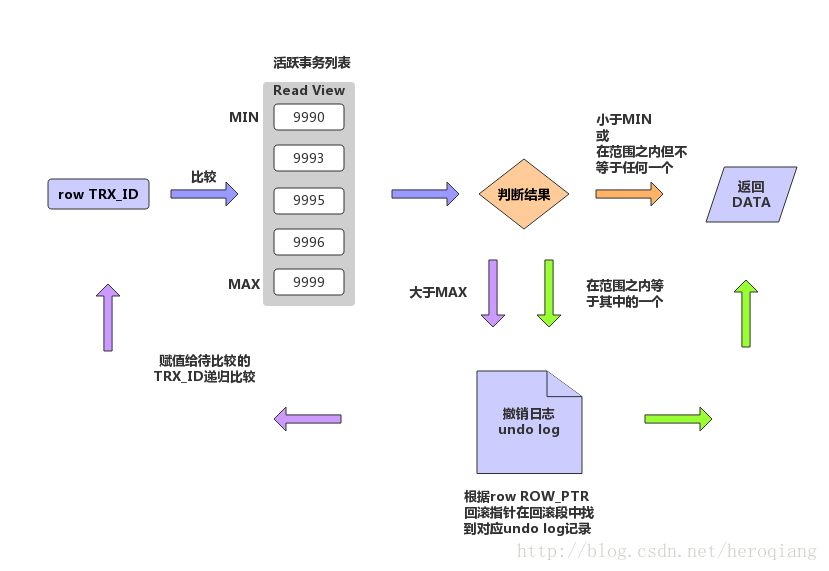 活跃事务列表
Read View
MIN
9990
9993
9995
9996
MAX
9999
row TRX_ID
比较
判断结果
小于MIN
或
在范围之内但不
等于任何一个
返回
DATA
大于MAX
在范围之内等
于其中的一个
赋值给待比较的
TRX_ID递归比较
撤销日志
undo log
根据row ROW_PTR
回滚指针在回滚段中找
到对应undo log记录
http://blog.csdn.net/heroqiang